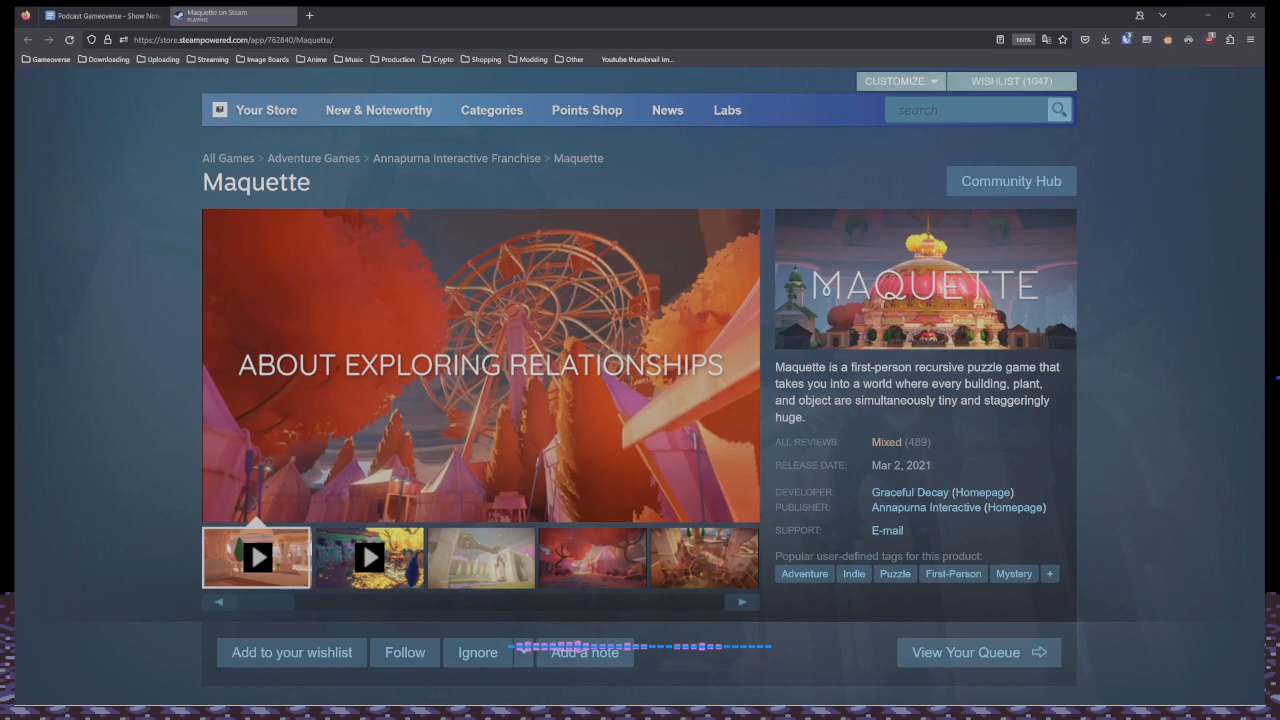 Podcast Gameoverse - Show Note
Maquette on Steam
PLAYING
https://store.steampowered.com/app/762840/Maquette/
160%
Gameoverse
Downloading
Uploading
Streaming
Image Boards
Anime
Music
Production
Crypto
Shopping
Modding
Other
Youtube thumbnail im...
CUSTOMIZE
WISHLIST (1047)
Your Store
New & Noteworthy
Categories
Points Shop
News
Labs
search
All Games > Adventure Games > Annapurna Interactive Franchise > Maquette
Maquette
Community Hub
ABOUT EXPLORING RELATIONSHIPS
MAQUETTE
Maquette is a first-person recursive puzzle game that
takes you into a world where every building, plant,
and object are simultaneously tiny and staggeringly
huge.
ALL REVIEWS: Mixed (489)
RELEASE DATE: Mar 2, 2021
DEVELOPER: Graceful Decay (Homepage)
PUBLISHER: Annapurna Interactive (Homepage)
SUPPORT: E-mail
Popular user-defined tags for this product:
Adventure Indie Puzzle First-Person Mystery +
Add to your wishlist
Follow
Ignore
Add a note
View Your Queue